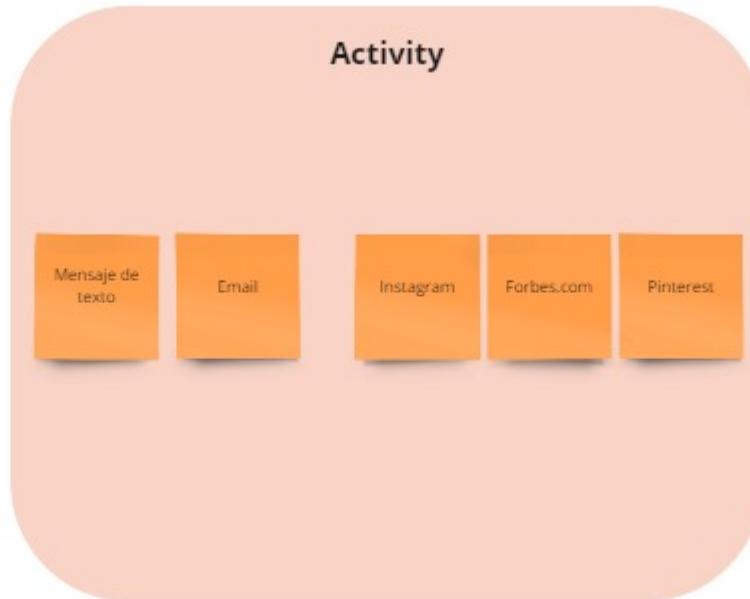 Activity
Mensaje de
texto
Email
Instagram
Forbes.com
Pinterest